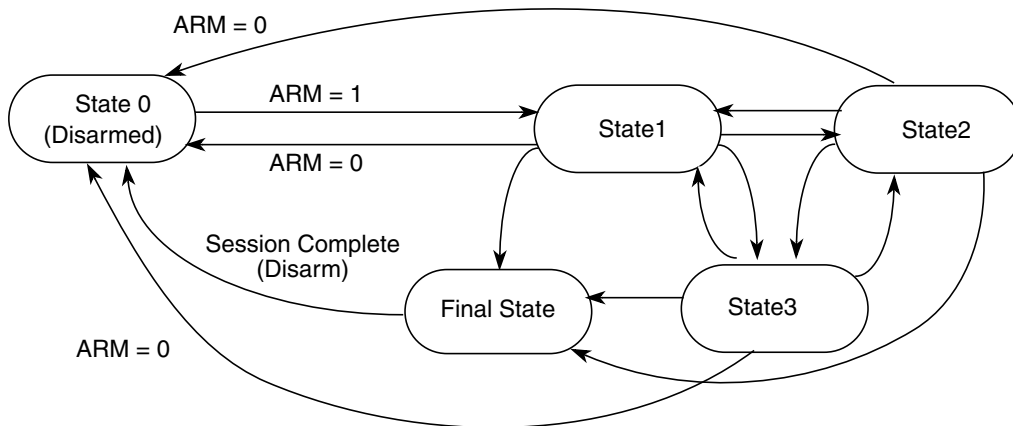 ARM = 0
State 0
(Disarmed)
ARM = 1
State1
State2
ARM = 0
Session Complete
(Disarm)
Final State
State3
ARM = 0